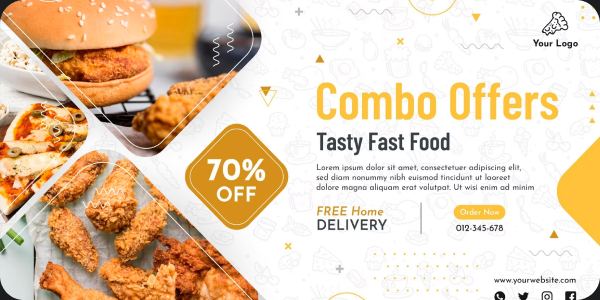 Your Logo
Combo Offers
Tasty Fast Food
70%
OFF
Lorem ipsum dolor sit amet, consectetuer adipiscing elit,
sed diam nonummy nibh euismod tincidunt ut laoreet
dolore magna aliquam erat volutpat. Ut wisi enim ad minim
FREE Home
DELIVERY
Order Now
012-345-678
www.yourwebsite.com